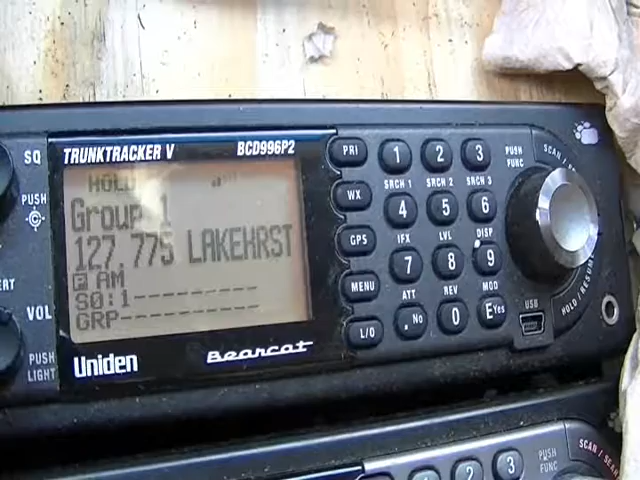 TRUNKTRACKER V BCD996P2
HOLD
Group 1
127.775 LAKEHRST
F AM
S0:1---------
GRP----------
Uniden Bearcat
SQ
PUSH
C
VOL
PUSH
LIGHT
PRI 1 2 3
SRCH 1 SRCH 2 SRCH 3
WX 4 5 6
IFX LVL DISP
GPS 7 8 9
ATT REV MOD
MENU . No 0 E Yes
L/O
PUSH
FUNC
SCAN /
HOLD / RESUME
USB
2 3
PUSH
FUNC
SCAN / SEA